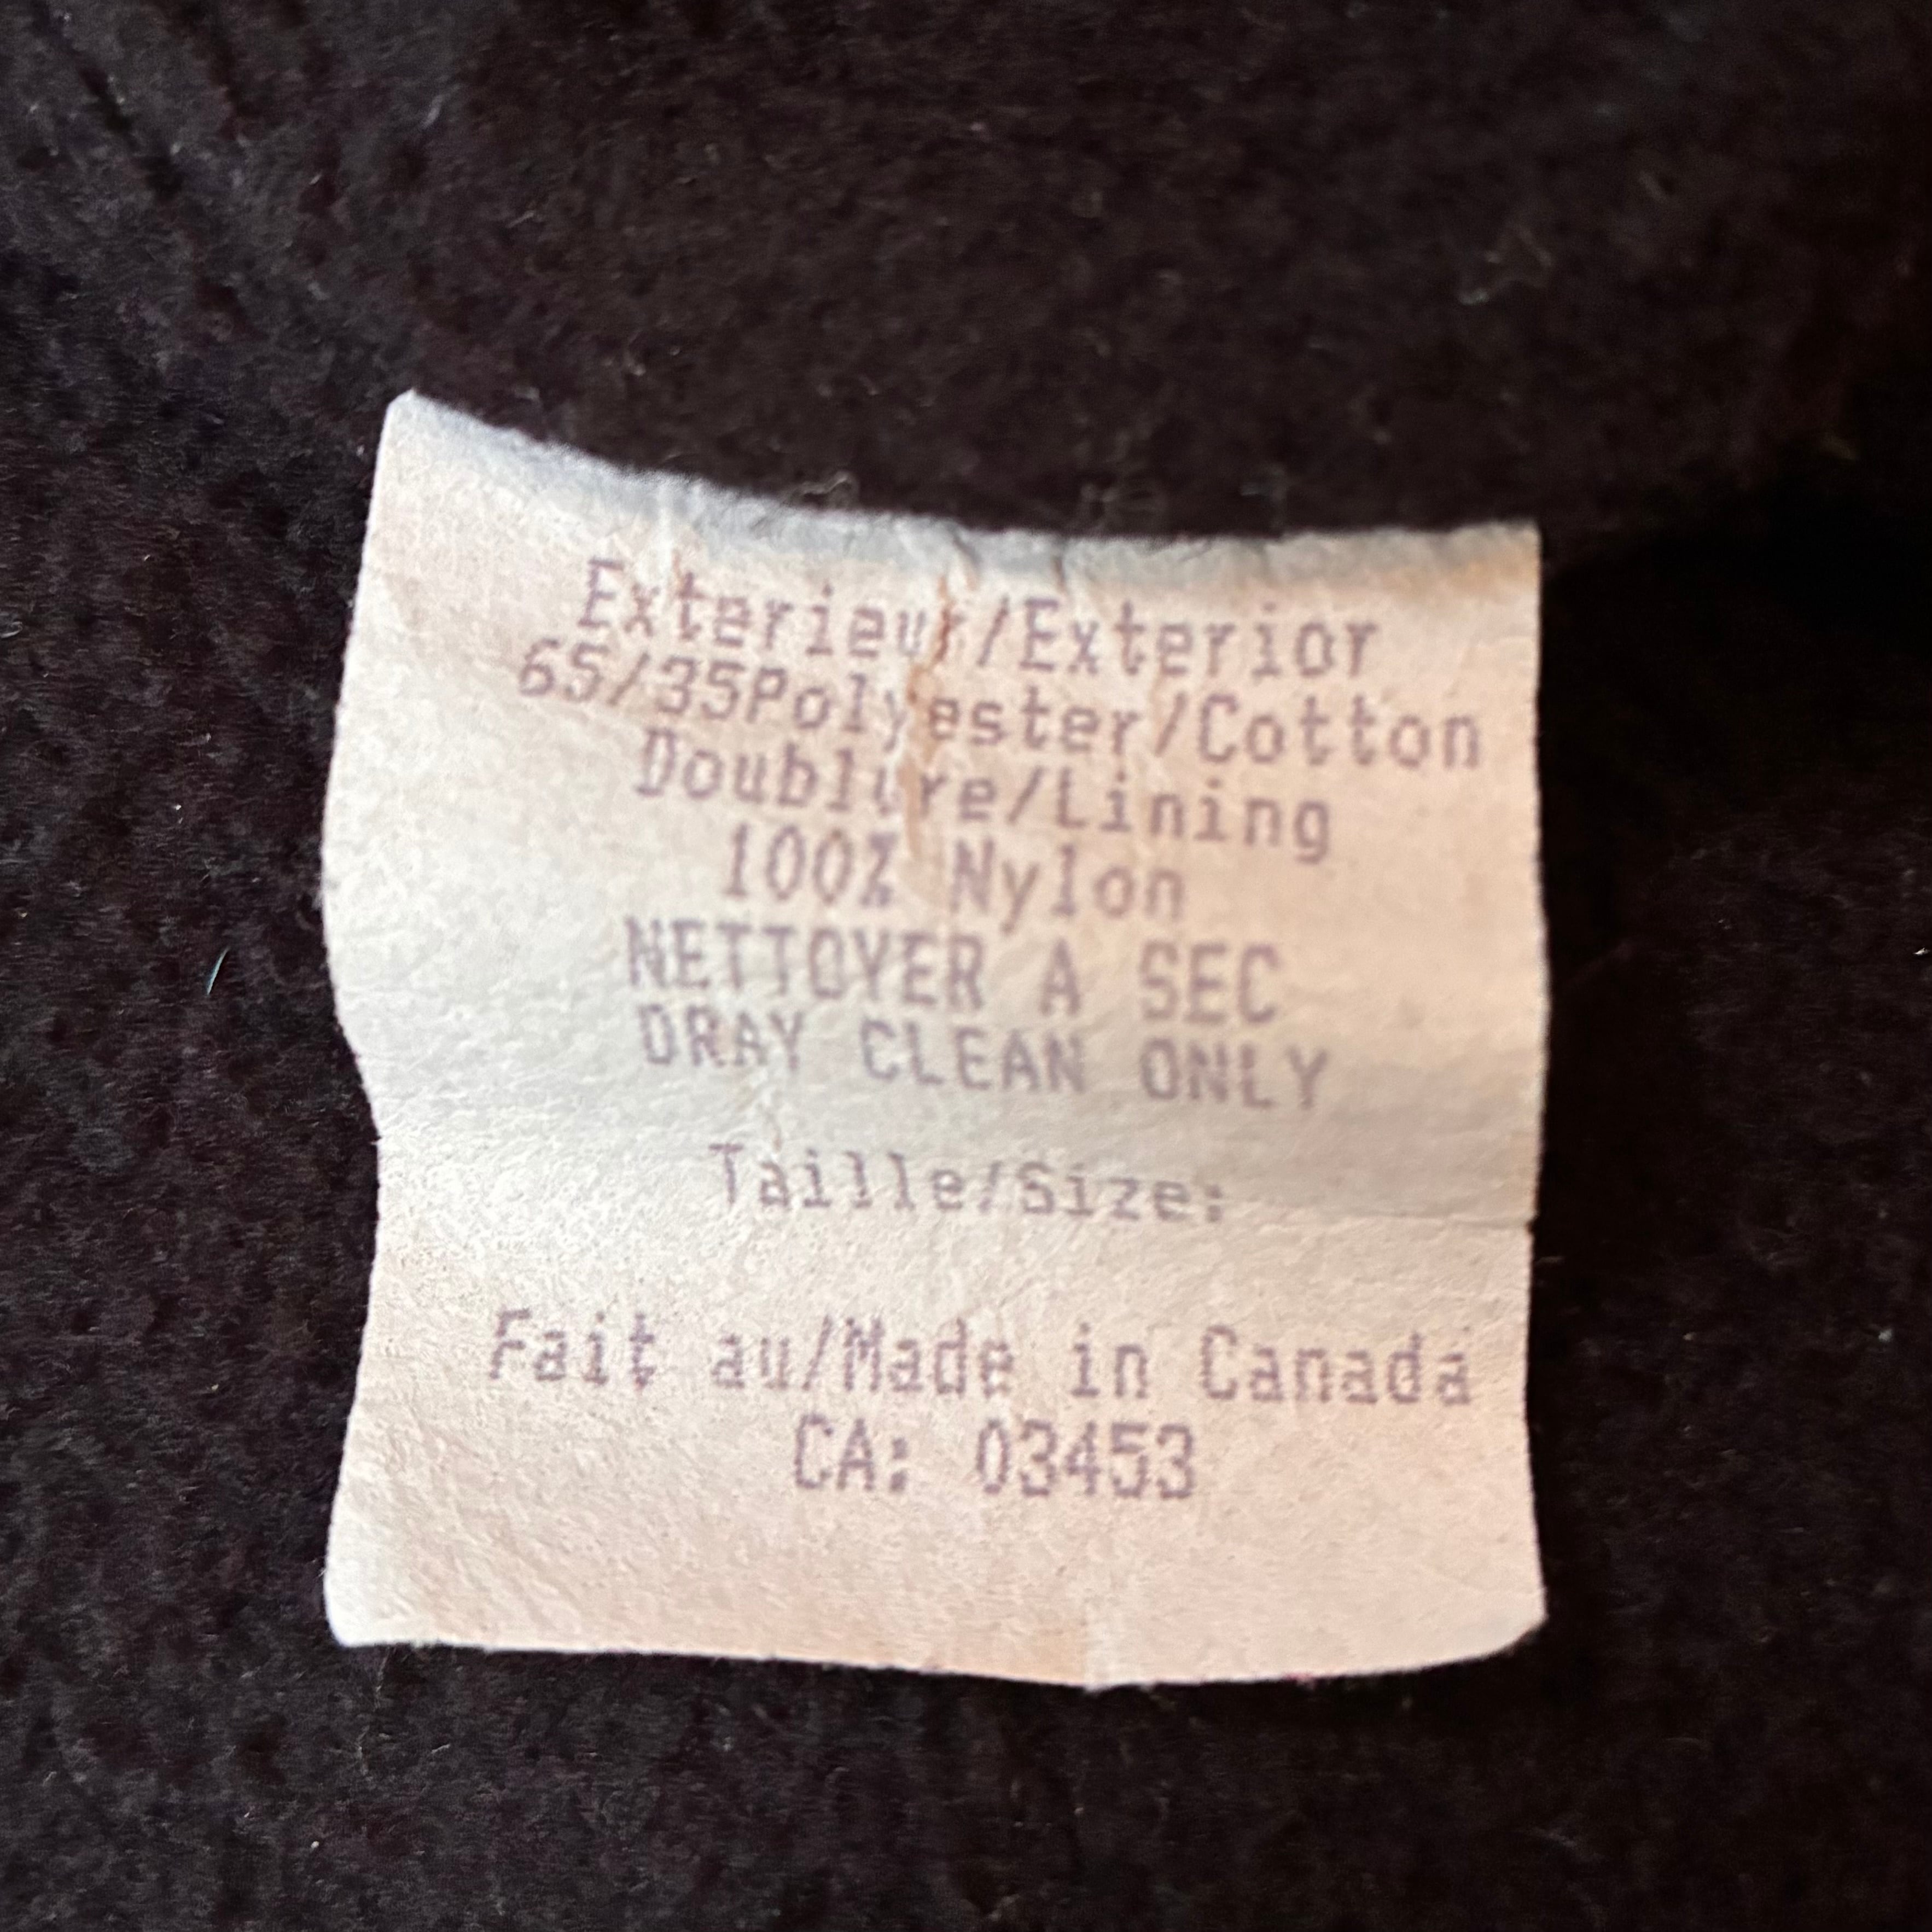 Exterieur/Exterior
65/35Polyester/Cotton
Doublure/Lining
100% Nylon
NETTOYER A SEC
DRAY CLEAN ONLY
Taille/Size:
Fait au/Made in Canada
CA: 03453